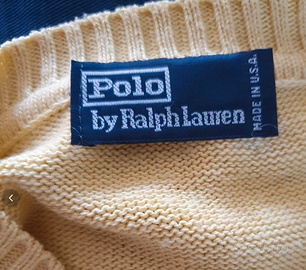 Polo
by Ralph Lauren
MADE IN U.S.A.